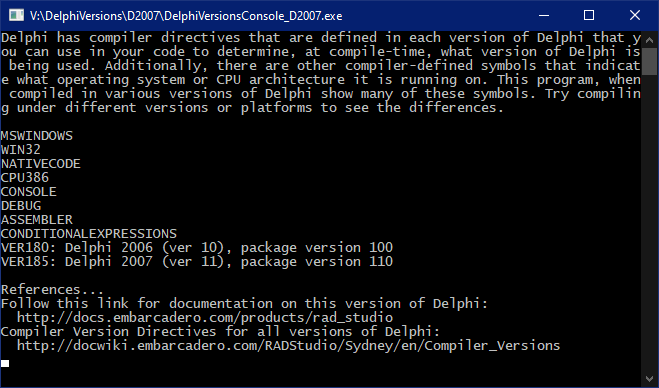 V:\DelphiVersions\D2007\DelphiVersionsConsole_D2007.exe
Delphi has compiler directives that are defined in each version of Delphi that y
ou can use in your code to determine, at compile-time, what version of Delphi is
 being used. Additionally, there are other compiler-defined symbols that indicat
e what operating system or CPU architecture it is running on. This program, when
 compiled in various versions of Delphi show many of these symbols. Try compilin
g under different versions or platforms to see the differences.

MSWINDOWS
WIN32
NATIVECODE
CPU386
CONSOLE
DEBUG
ASSEMBLER
CONDITIONALEXPRESSIONS
VER180: Delphi 2006 (ver 10), package version 100
VER185: Delphi 2007 (ver 11), package version 110

References...
Follow this link for documentation on this version of Delphi:
  http://docs.embarcadero.com/products/rad_studio
Compiler Version Directives for all versions of Delphi:
  http://docwiki.embarcadero.com/RADStudio/Sydney/en/Compiler_Versions